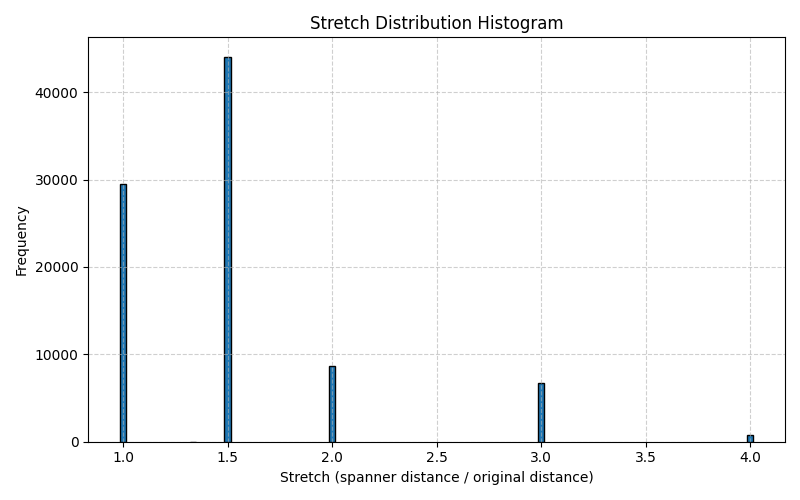 Stretch Distribution Histogram
Frequency
40000
30000
20000
10000
0
1.0 1.5 2.0 2.5 3.0 3.5 4.0
Stretch (spanner distance / original distance)